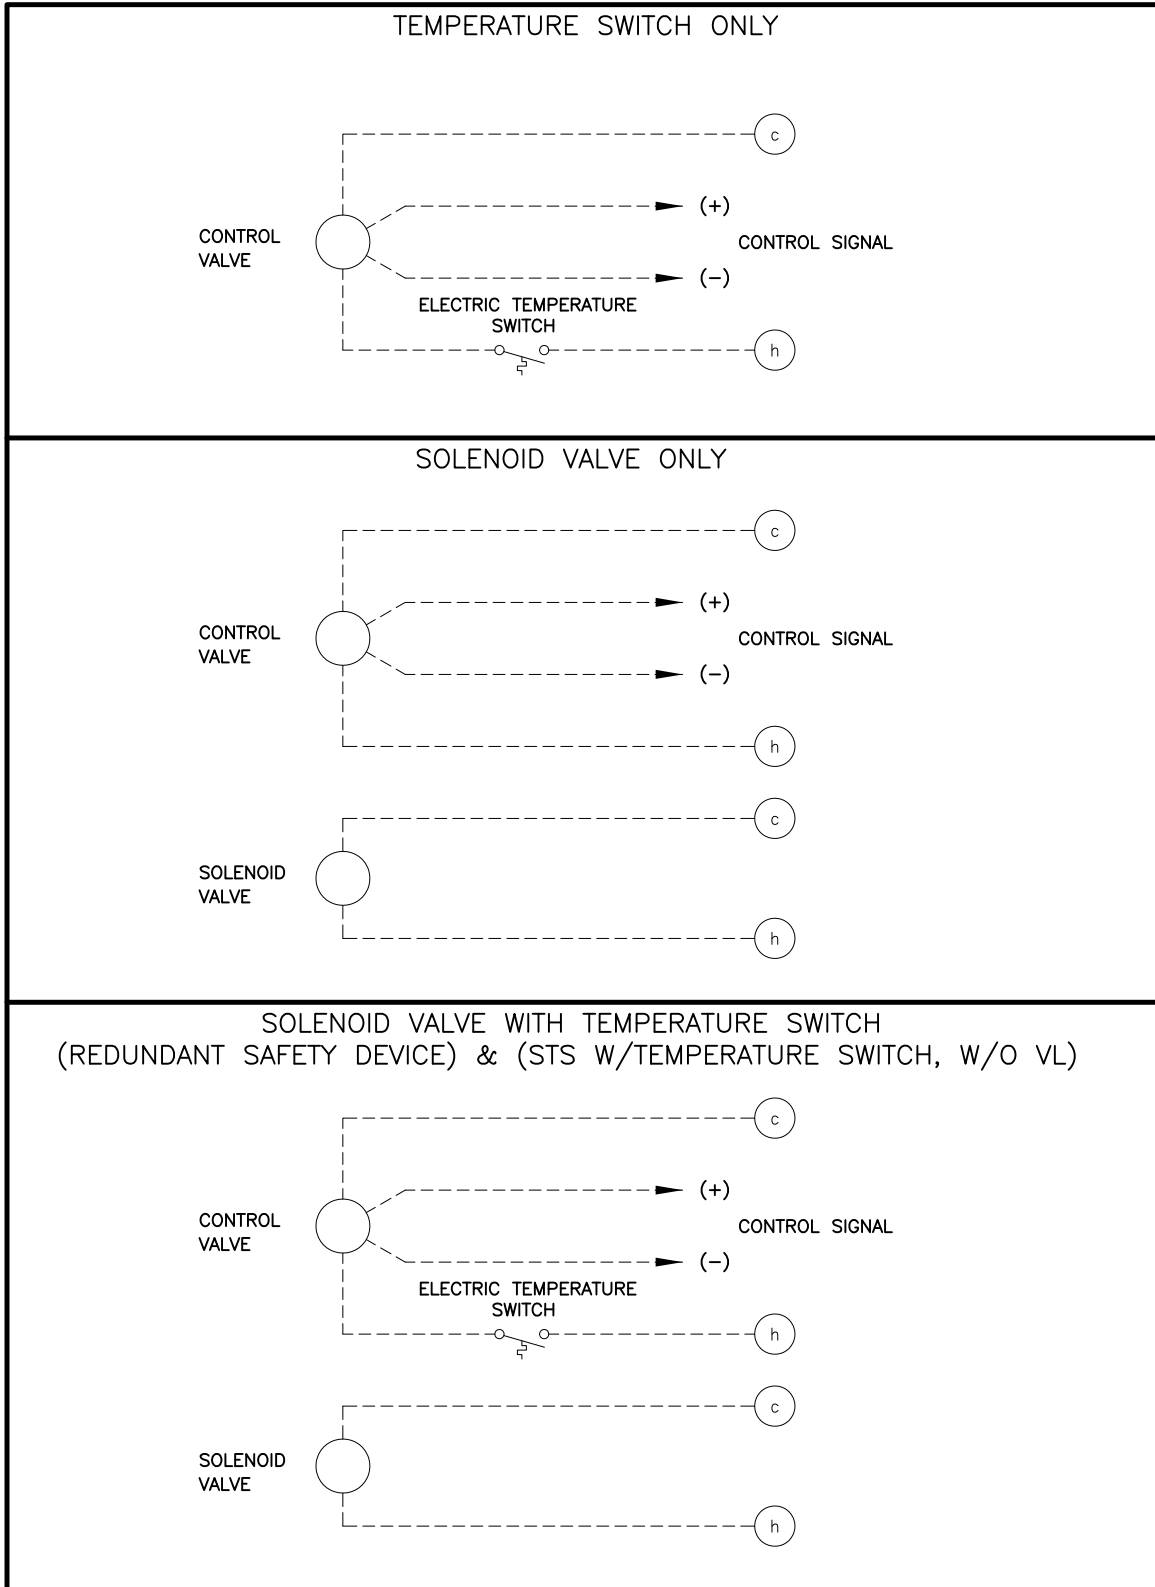 TEMPERATURE SWITCH ONLY
c
(+)
CONTROL
VALVE
CONTROL SIGNAL
(-)
ELECTRIC TEMPERATURE
SWITCH
h
SOLENOID VALVE ONLY
c
(+)
CONTROL
VALVE
CONTROL SIGNAL
(-)
h
c
SOLENOID
VALVE
h
SOLENOID VALVE WITH TEMPERATURE SWITCH
(REDUNDANT SAFETY DEVICE) & (STS W/TEMPERATURE SWITCH, W/O VL)
c
(+)
CONTROL
VALVE
CONTROL SIGNAL
(-)
ELECTRIC TEMPERATURE
SWITCH
h
c
SOLENOID
VALVE
h